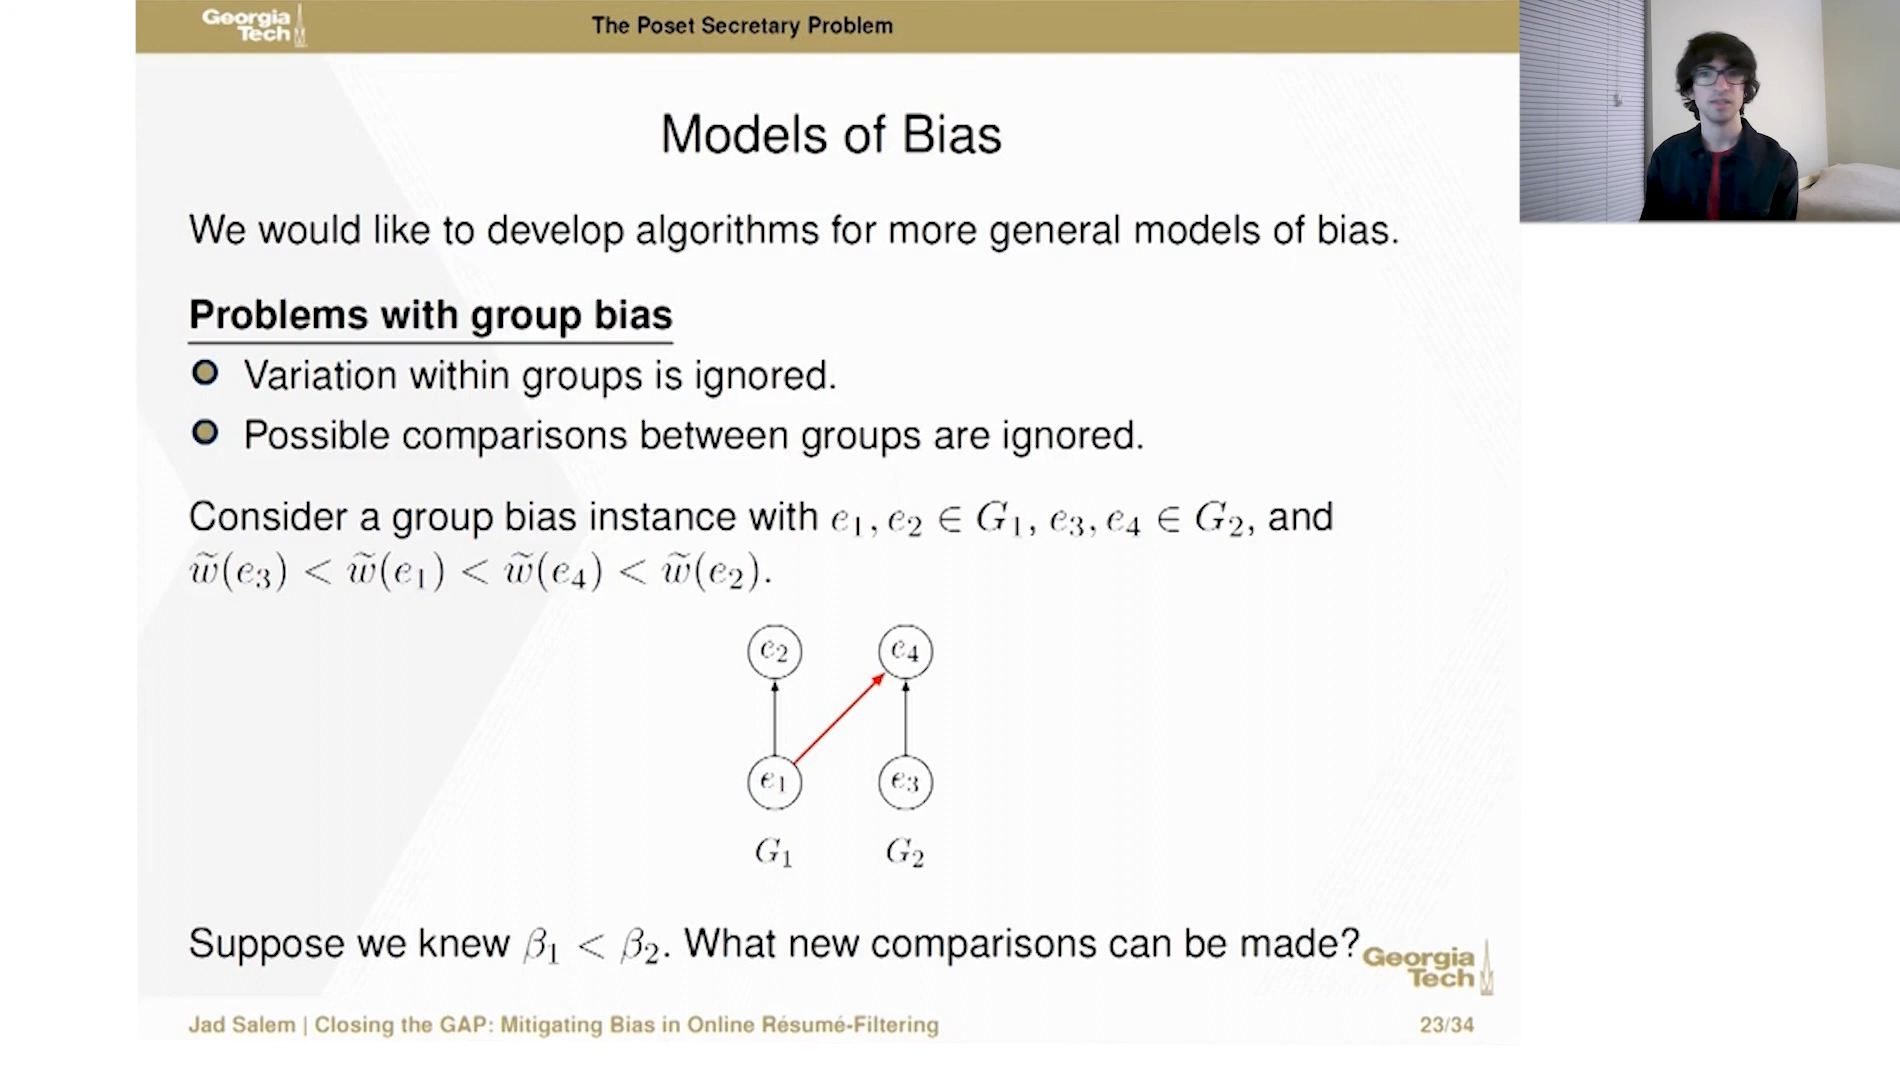 Georgia
Tech
The Poset Secretary Problem
Models of Bias
We would like to develop algorithms for more general models of bias.
Problems with group bias
Variation within groups is ignored.
Possible comparisons between groups are ignored.
Consider a group bias instance with e₁, e₂ ∈ G₁, e₃, e₄ ∈ G₂, and
w̃(e₃) < w̃(e₁) < w̃(e₄) < w̃(e₂).
e₂ e₄
e₁ e₃
G₁ G₂
Suppose we knew β₁ < β₂. What new comparisons can be made?
Georgia
Tech
Jad Salem | Closing the GAP: Mitigating Bias in Online Résumé-Filtering 23/34